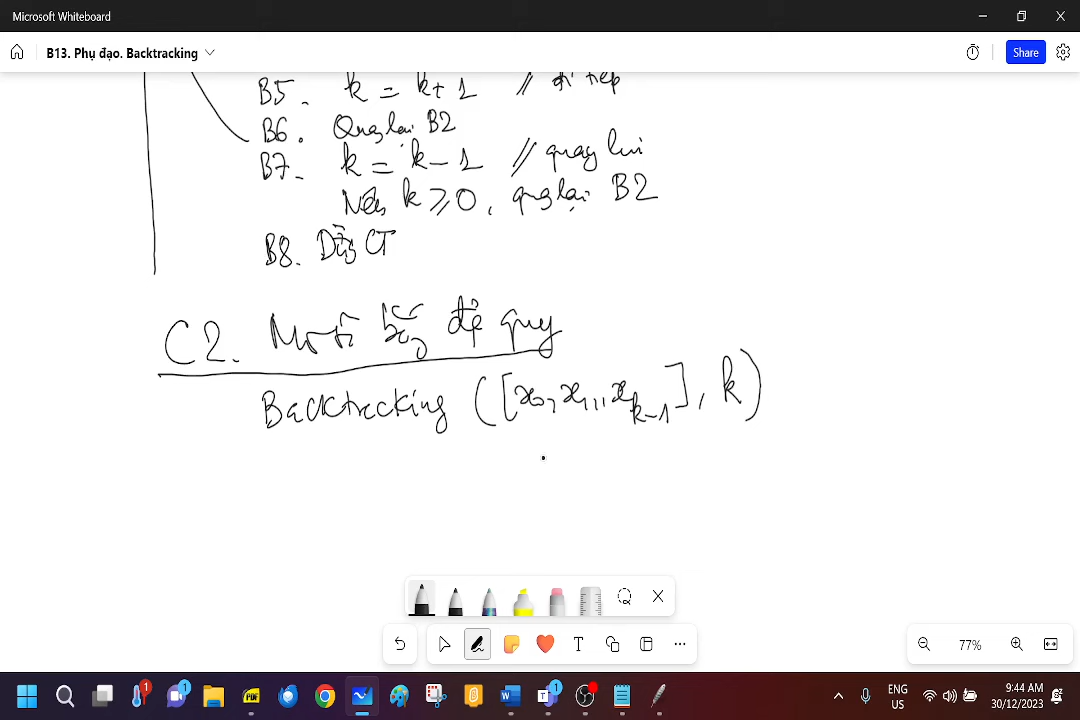 Microsoft Whiteboard
B13. Phụ đạo. Backtracking
Share
B5. k = k+1 // đi tiếp
B6. Quay lại B2
B7. k = k-1 // quay lui
Nếu k ≥ 0, quay lại B2
B8. Dừng CT
C2. Mô tả bằng đệ quy
Backtracking ([x0, x1, xk-1], k)
77%
ENG
US
9:44 AM
30/12/2023